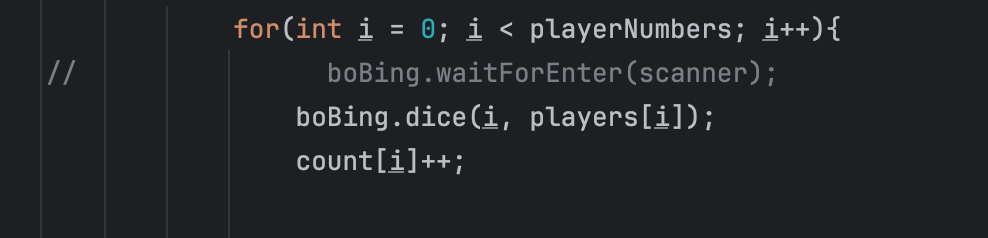 for(int i = 0; i < playerNumbers; i++){
// boBing.waitForEnter(scanner);
boBing.dice(i, players[i]);
count[i]++;